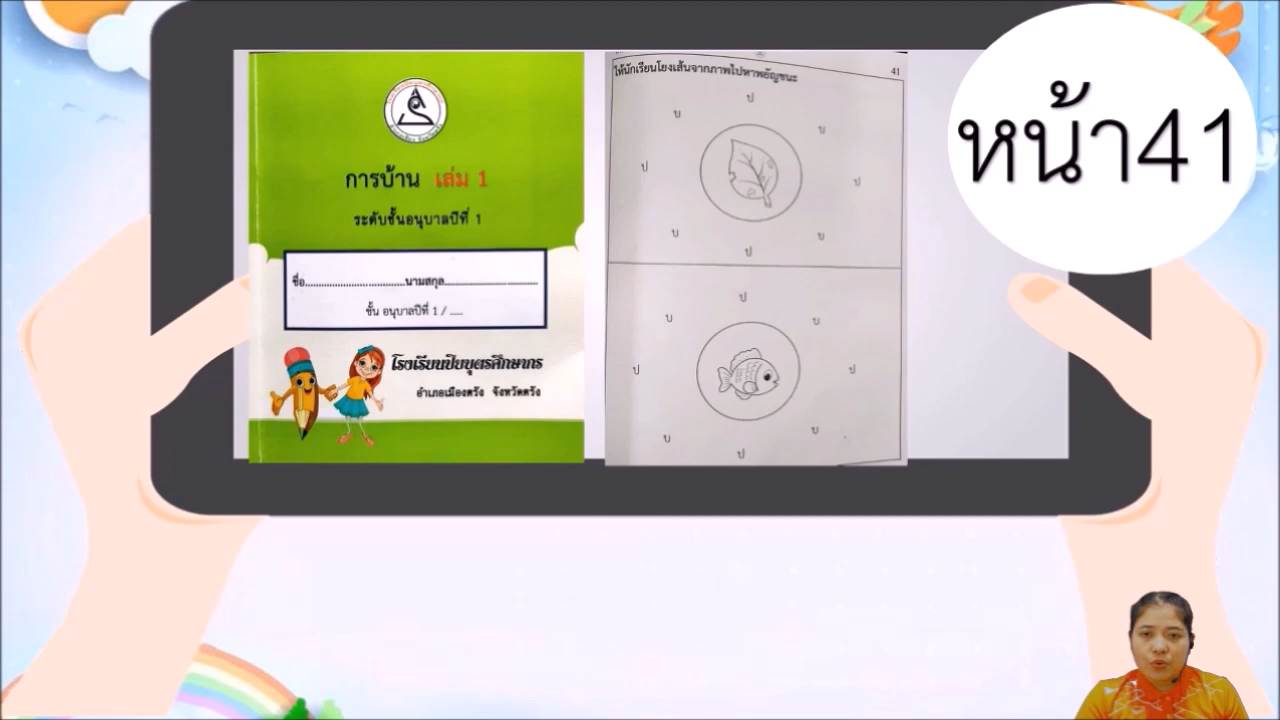 การบ้าน เล่ม 1
ระดับชั้นอนุบาลปีที่ 1
ชื่อ.................................นามสกุล..............................
ชั้น อนุบาลปีที่ 1 / .....
โรงเรียนปิยบุตรศึกษากร
อำเภอเมืองตรัง จังหวัดตรัง
ให้นักเรียนโยงเส้นจากภาพไปหาพยัญชนะ 41
ป
บ บ
ป ป
บ บ
ป
ป
บ บ
ป ป
บ บ
ป
หน้า41